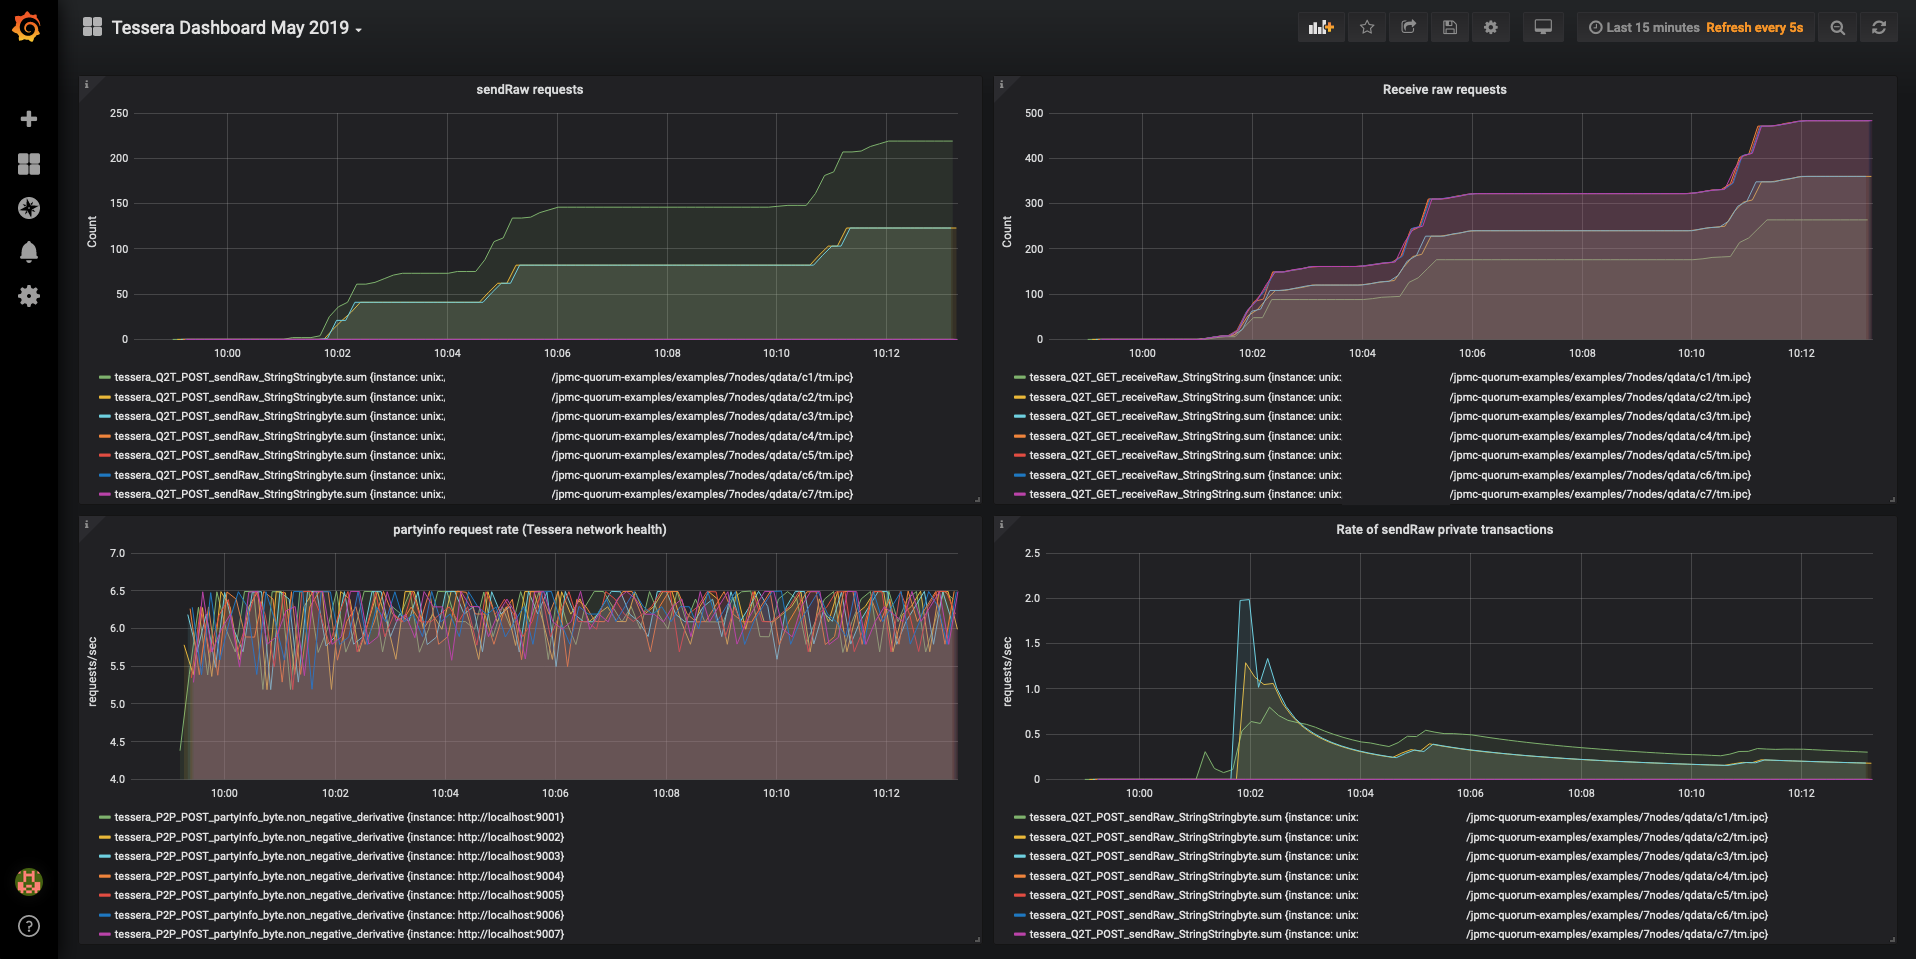 Tessera Dashboard May 2019
Last 15 minutes Refresh every 5s
sendRaw requests
250
200
150
100
50
0
Count
10:00 10:02 10:04 10:06 10:08 10:10 10:12
tessera_Q2T_POST_sendRaw_StringStringbyte.sum {instance: unix:, /jpmc-quorum-examples/examples/7nodes/qdata/c1/tm.ipc}
tessera_Q2T_POST_sendRaw_StringStringbyte.sum {instance: unix:, /jpmc-quorum-examples/examples/7nodes/qdata/c2/tm.ipc}
tessera_Q2T_POST_sendRaw_StringStringbyte.sum {instance: unix:, /jpmc-quorum-examples/examples/7nodes/qdata/c3/tm.ipc}
tessera_Q2T_POST_sendRaw_StringStringbyte.sum {instance: unix:, /jpmc-quorum-examples/examples/7nodes/qdata/c4/tm.ipc}
tessera_Q2T_POST_sendRaw_StringStringbyte.sum {instance: unix:, /jpmc-quorum-examples/examples/7nodes/qdata/c5/tm.ipc}
tessera_Q2T_POST_sendRaw_StringStringbyte.sum {instance: unix:, /jpmc-quorum-examples/examples/7nodes/qdata/c6/tm.ipc}
tessera_Q2T_POST_sendRaw_StringStringbyte.sum {instance: unix:, /jpmc-quorum-examples/examples/7nodes/qdata/c7/tm.ipc}
Receive raw requests
500
400
300
200
100
0
Count
10:00 10:02 10:04 10:06 10:08 10:10 10:12
tessera_Q2T_GET_receiveRaw_StringString.sum {instance: unix: /jpmc-quorum-examples/examples/7nodes/qdata/c1/tm.ipc}
tessera_Q2T_GET_receiveRaw_StringString.sum {instance: unix: /jpmc-quorum-examples/examples/7nodes/qdata/c2/tm.ipc}
tessera_Q2T_GET_receiveRaw_StringString.sum {instance: unix: /jpmc-quorum-examples/examples/7nodes/qdata/c3/tm.ipc}
tessera_Q2T_GET_receiveRaw_StringString.sum {instance: unix: /jpmc-quorum-examples/examples/7nodes/qdata/c4/tm.ipc}
tessera_Q2T_GET_receiveRaw_StringString.sum {instance: unix: /jpmc-quorum-examples/examples/7nodes/qdata/c5/tm.ipc}
tessera_Q2T_GET_receiveRaw_StringString.sum {instance: unix: /jpmc-quorum-examples/examples/7nodes/qdata/c6/tm.ipc}
tessera_Q2T_GET_receiveRaw_StringString.sum {instance: unix: /jpmc-quorum-examples/examples/7nodes/qdata/c7/tm.ipc}
partyinfo request rate (Tessera network health)
7.0
6.5
6.0
5.5
5.0
4.5
4.0
requests/sec
10:00 10:02 10:04 10:06 10:08 10:10 10:12
tessera_P2P_POST_partyInfo_byte.non_negative_derivative {instance: http://localhost:9001}
tessera_P2P_POST_partyInfo_byte.non_negative_derivative {instance: http://localhost:9002}
tessera_P2P_POST_partyInfo_byte.non_negative_derivative {instance: http://localhost:9003}
tessera_P2P_POST_partyInfo_byte.non_negative_derivative {instance: http://localhost:9004}
tessera_P2P_POST_partyInfo_byte.non_negative_derivative {instance: http://localhost:9005}
tessera_P2P_POST_partyInfo_byte.non_negative_derivative {instance: http://localhost:9006}
tessera_P2P_POST_partyInfo_byte.non_negative_derivative {instance: http://localhost:9007}
Rate of sendRaw private transactions
2.5
2.0
1.5
1.0
0.5
0
requests/sec
10:00 10:02 10:04 10:06 10:08 10:10 10:12
tessera_Q2T_POST_sendRaw_StringStringbyte.sum {instance: unix: /jpmc-quorum-examples/examples/7nodes/qdata/c1/tm.ipc}
tessera_Q2T_POST_sendRaw_StringStringbyte.sum {instance: unix: /jpmc-quorum-examples/examples/7nodes/qdata/c2/tm.ipc}
tessera_Q2T_POST_sendRaw_StringStringbyte.sum {instance: unix: /jpmc-quorum-examples/examples/7nodes/qdata/c3/tm.ipc}
tessera_Q2T_POST_sendRaw_StringStringbyte.sum {instance: unix: /jpmc-quorum-examples/examples/7nodes/qdata/c4/tm.ipc}
tessera_Q2T_POST_sendRaw_StringStringbyte.sum {instance: unix: /jpmc-quorum-examples/examples/7nodes/qdata/c5/tm.ipc}
tessera_Q2T_POST_sendRaw_StringStringbyte.sum {instance: unix: /jpmc-quorum-examples/examples/7nodes/qdata/c6/tm.ipc}
tessera_Q2T_POST_sendRaw_StringStringbyte.sum {instance: unix: /jpmc-quorum-examples/examples/7nodes/qdata/c7/tm.ipc}